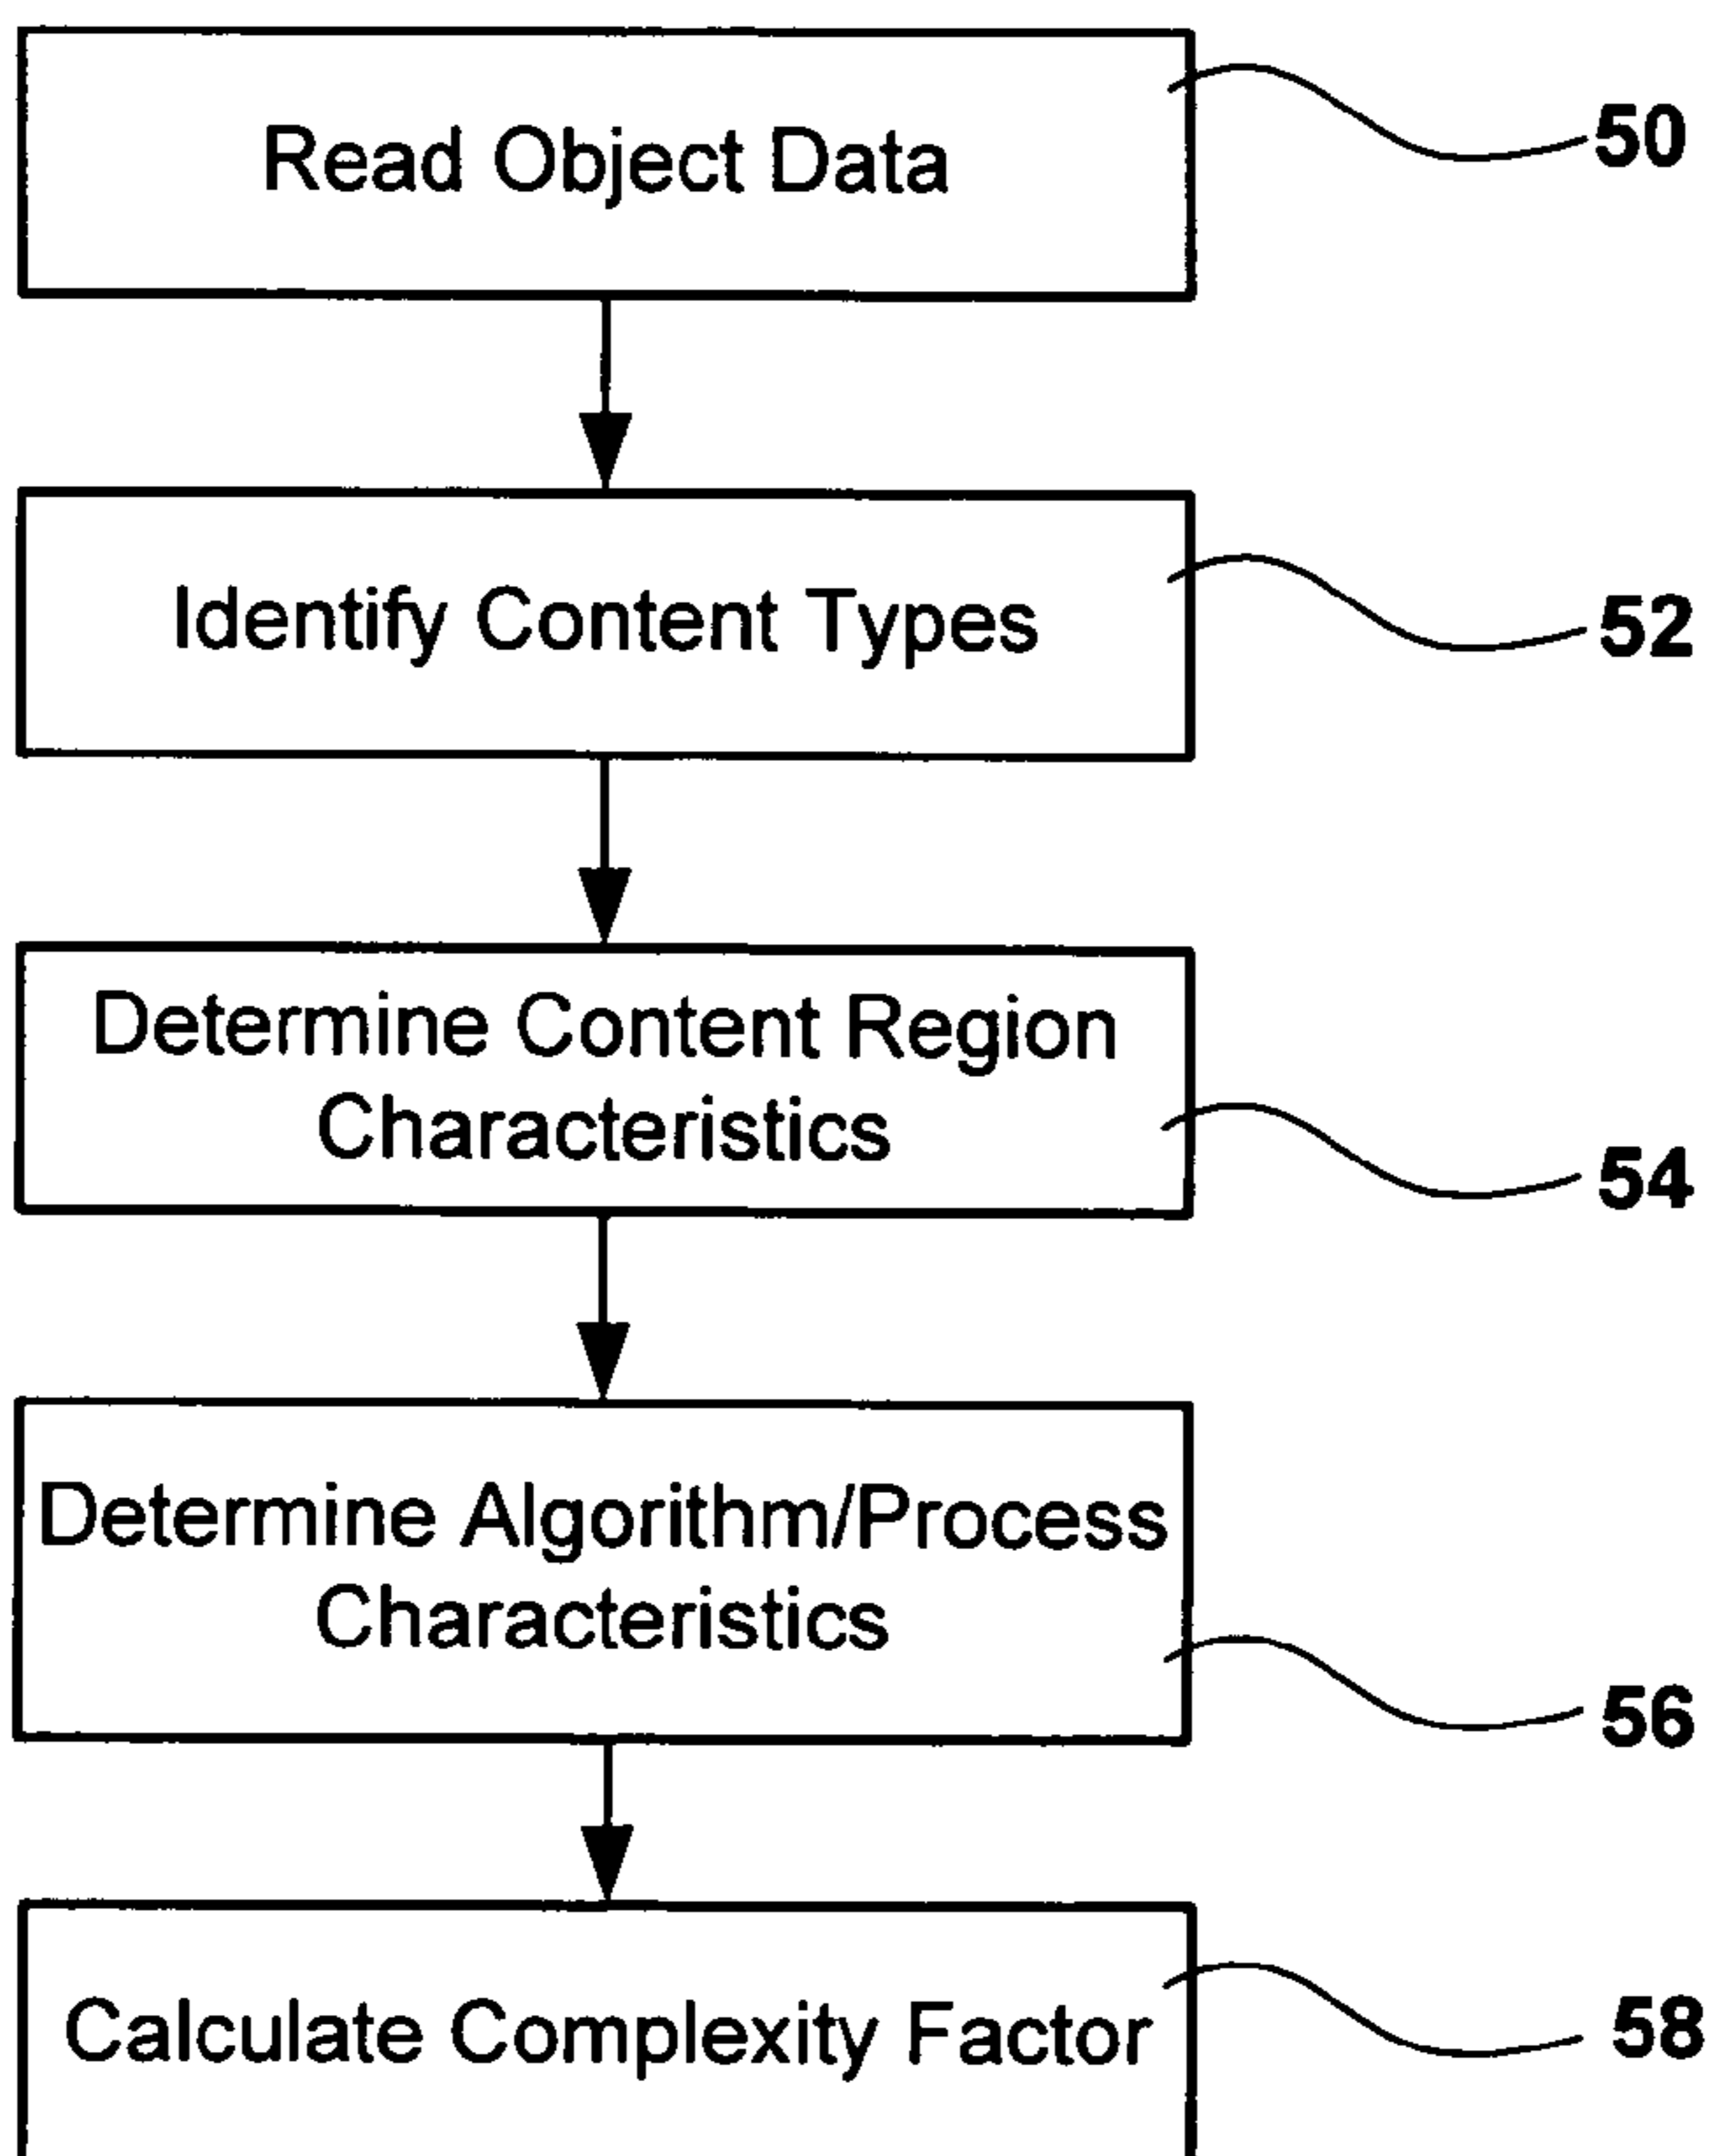 Read Object Data
50
Identify Content Types
52
Determine Content Region
Characteristics
54
Determine Algorithm/Process
Characteristics
56
Calculate Complexity Factor
58